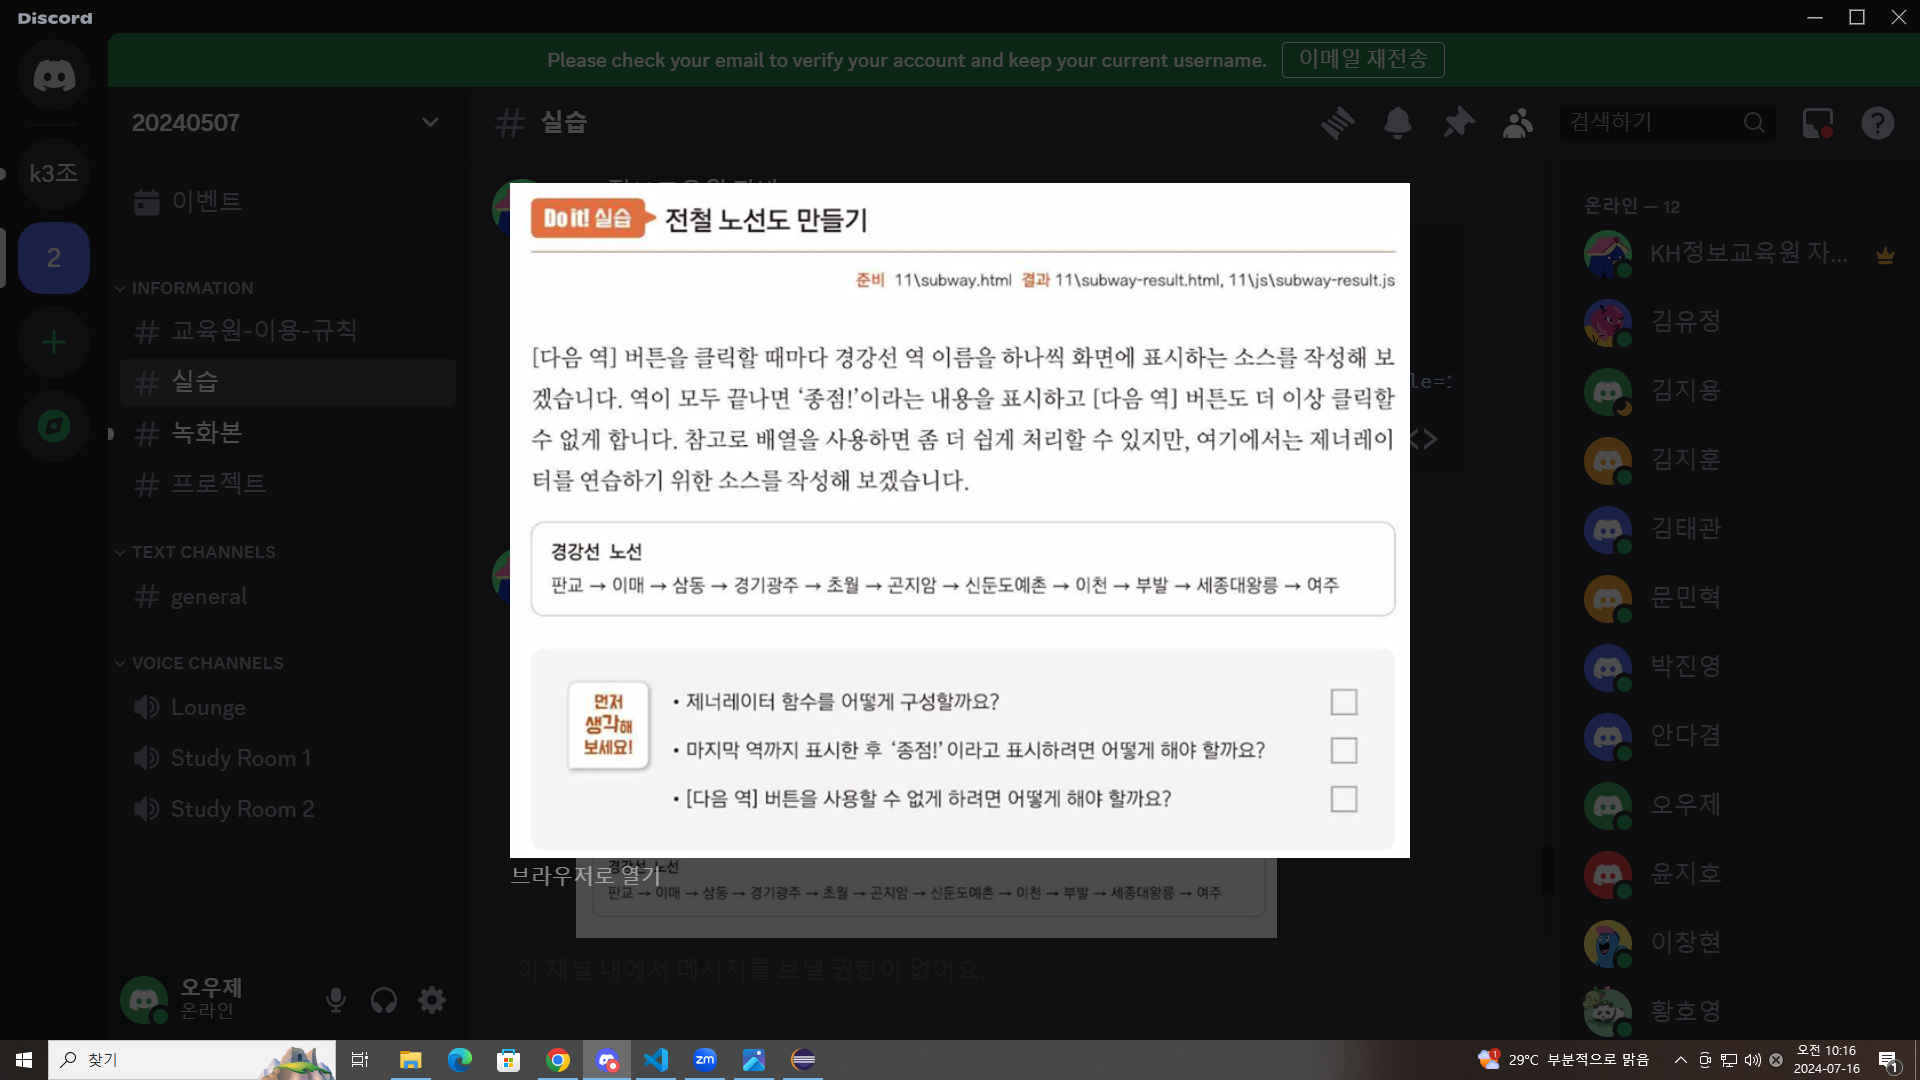 Discord
Please check your email to verify your account and keep your current username.
이메일 재전송
20240507
실습
검색하기
k3조
이벤트
2
INFORMATION
교육원-이용-규칙
실습
녹화본
프로젝트
TEXT CHANNELS
general
VOICE CHANNELS
Lounge
Study Room 1
Study Room 2
오우제
온라인
Do it! 실습
전철 노선도 만들기
준비 11\subway.html 결과 11\subway-result.html, 11\js\subway-result.js
[다음 역] 버튼을 클릭할 때마다 경강선 역 이름을 하나씩 화면에 표시하는 소스를 작성해 보
겠습니다. 역이 모두 끝나면 ‘종점!’이라는 내용을 표시하고 [다음 역] 버튼도 더 이상 클릭할
수 없게 합니다. 참고로 배열을 사용하면 좀 더 쉽게 처리할 수 있지만, 여기에서는 제너레이
터를 연습하기 위한 소스를 작성해 보겠습니다.
경강선 노선
판교 → 이매 → 삼동 → 경기광주 → 초월 → 곤지암 → 신둔도예촌 → 이천 → 부발 → 세종대왕릉 → 여주
먼저
생각해
보세요!
• 제너레이터 함수를 어떻게 구성할까요?
• 마지막 역까지 표시한 후 ‘종점!’이라고 표시하려면 어떻게 해야 할까요?
• [다음 역] 버튼을 사용할 수 없게 하려면 어떻게 해야 할까요?
브라우저로 열기
경강선 노선
판교 → 이매 → 삼동 → 경기광주 → 초월 → 곤지암 → 신둔도예촌 → 이천 → 부발 → 세종대왕릉 → 여주
이 채널 내에서 메시지를 보낼 권한이 없어요.
온라인 — 12
KH정보교육원 자...
김유정
김지용
김지훈
김태관
문민혁
박진영
안다겸
오우제
윤지호
이창현
황호영
찾기
zm
29°C 부분적으로 맑음
오전 10:16
2024-07-16